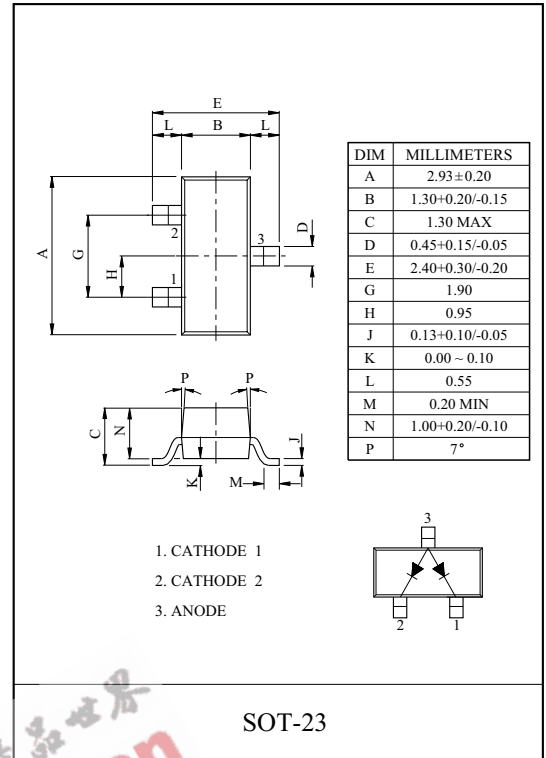 E
L B L
A
G
H
D
2
3
1
P P
C
N
K
M
J
DIM MILLIMETERS
A 2.93±0.20
B 1.30+0.20/-0.15
C 1.30 MAX
D 0.45+0.15/-0.05
E 2.40+0.30/-0.20
G 1.90
H 0.95
J 0.13+0.10/-0.05
K 0.00 ~ 0.10
L 0.55
M 0.20 MIN
N 1.00+0.20/-0.10
P 7°
1. CATHODE 1
2. CATHODE 2
3. ANODE
3
2 1
品世界
SOT-23